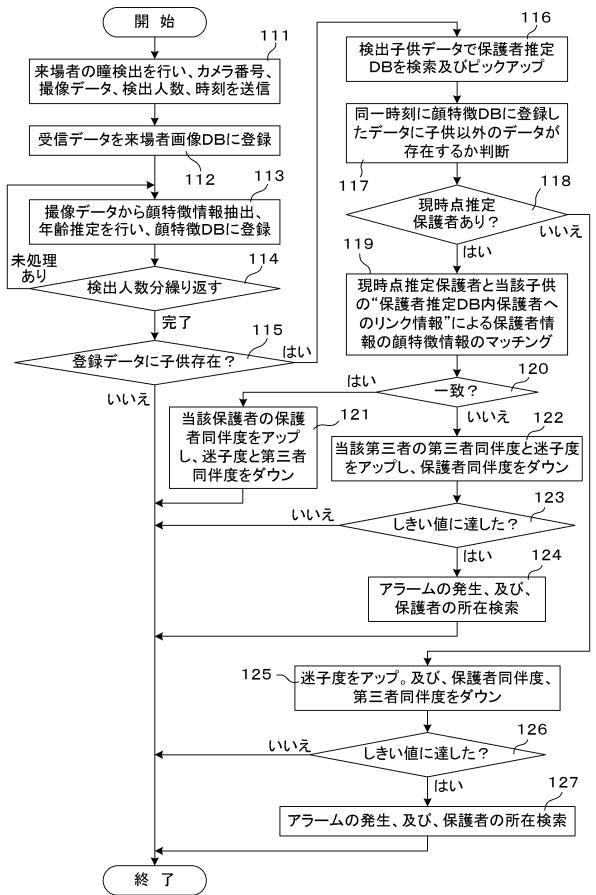 開 始
111
来場者の瞳検出を行い、カメラ番号、
撮像データ、検出人数、時刻を送信
受信データを来場者画像DBに登録
112
113
撮像データから顔特徴情報抽出、
年齢推定を行い、顔特徴DBに登録
未処理
あり
114
検出人数分繰り返す
完了
115
登録データに子供存在？
はい
いいえ
116
検出子供データで保護者推定
DBを検索及びピックアップ
同一時刻に顔特徴DBに登録し
たデータに子供以外のデータが
存在するか判断
117
118
現時点推定
保護者あり？
いいえ
はい
119
現時点推定保護者と当該子供
の“保護者推定DB内保護者へ
のリンク情報”による保護者情
報の顔特徴情報のマッチング
120
一致？
はい
いいえ
121
当該保護者の保護
者同伴度をアップ
し、迷子度と第三者
同伴度をダウン
122
当該第三者の第三者同伴度と迷子度
をアップし、保護者同伴度をダウン
123
しきい値に達した？
いいえ
はい
124
アラームの発生、及び、
保護者の所在検索
125
迷子度をアップ。及び、保護者同伴度、
第三者同伴度をダウン
126
しきい値に達した？
いいえ
はい
127
アラームの発生、及び、保護者の所在検索
終 了